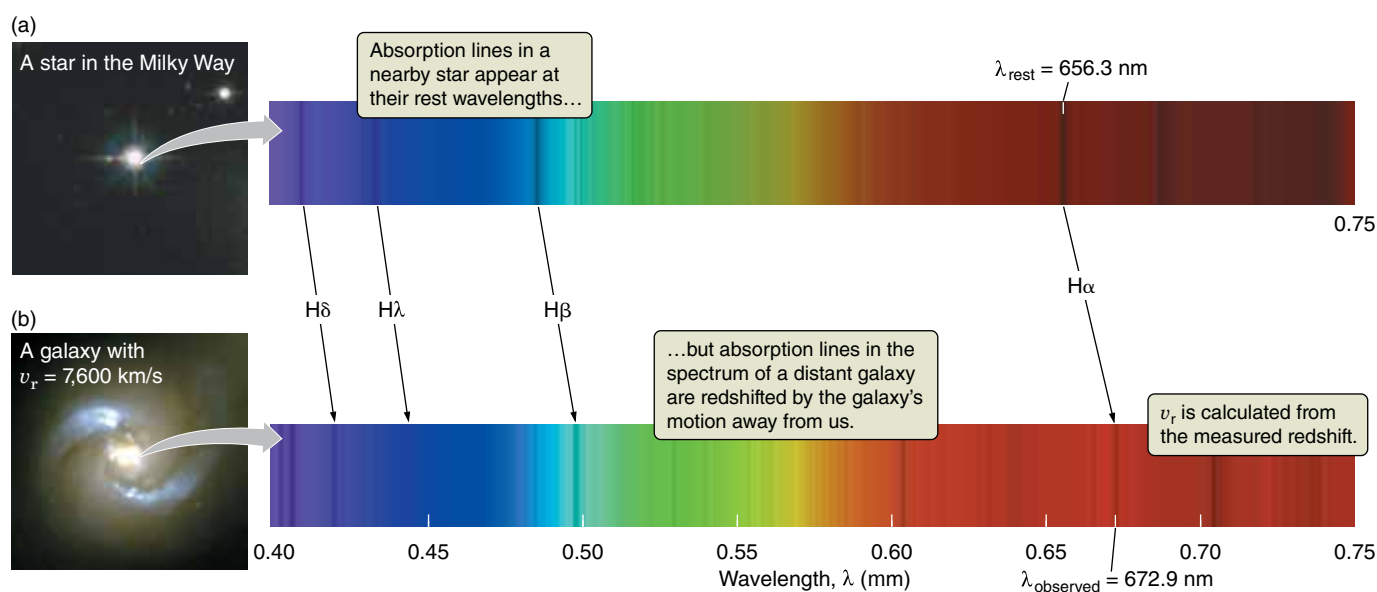 (a)
A star in the Milky Way
Absorption lines in a
nearby star appear at
their rest wavelengths…
λrest = 656.3 nm
0.75
Hδ
Hλ
Hβ
Hα
(b)
A galaxy with
vr = 7,600 km/s
…but absorption lines in the
spectrum of a distant galaxy
are redshifted by the galaxy’s
motion away from us.
vr is calculated from
the measured redshift.
0.40 0.45 0.50 0.55 0.60 0.65 0.70 0.75
Wavelength, λ (mm)
λobserved = 672.9 nm